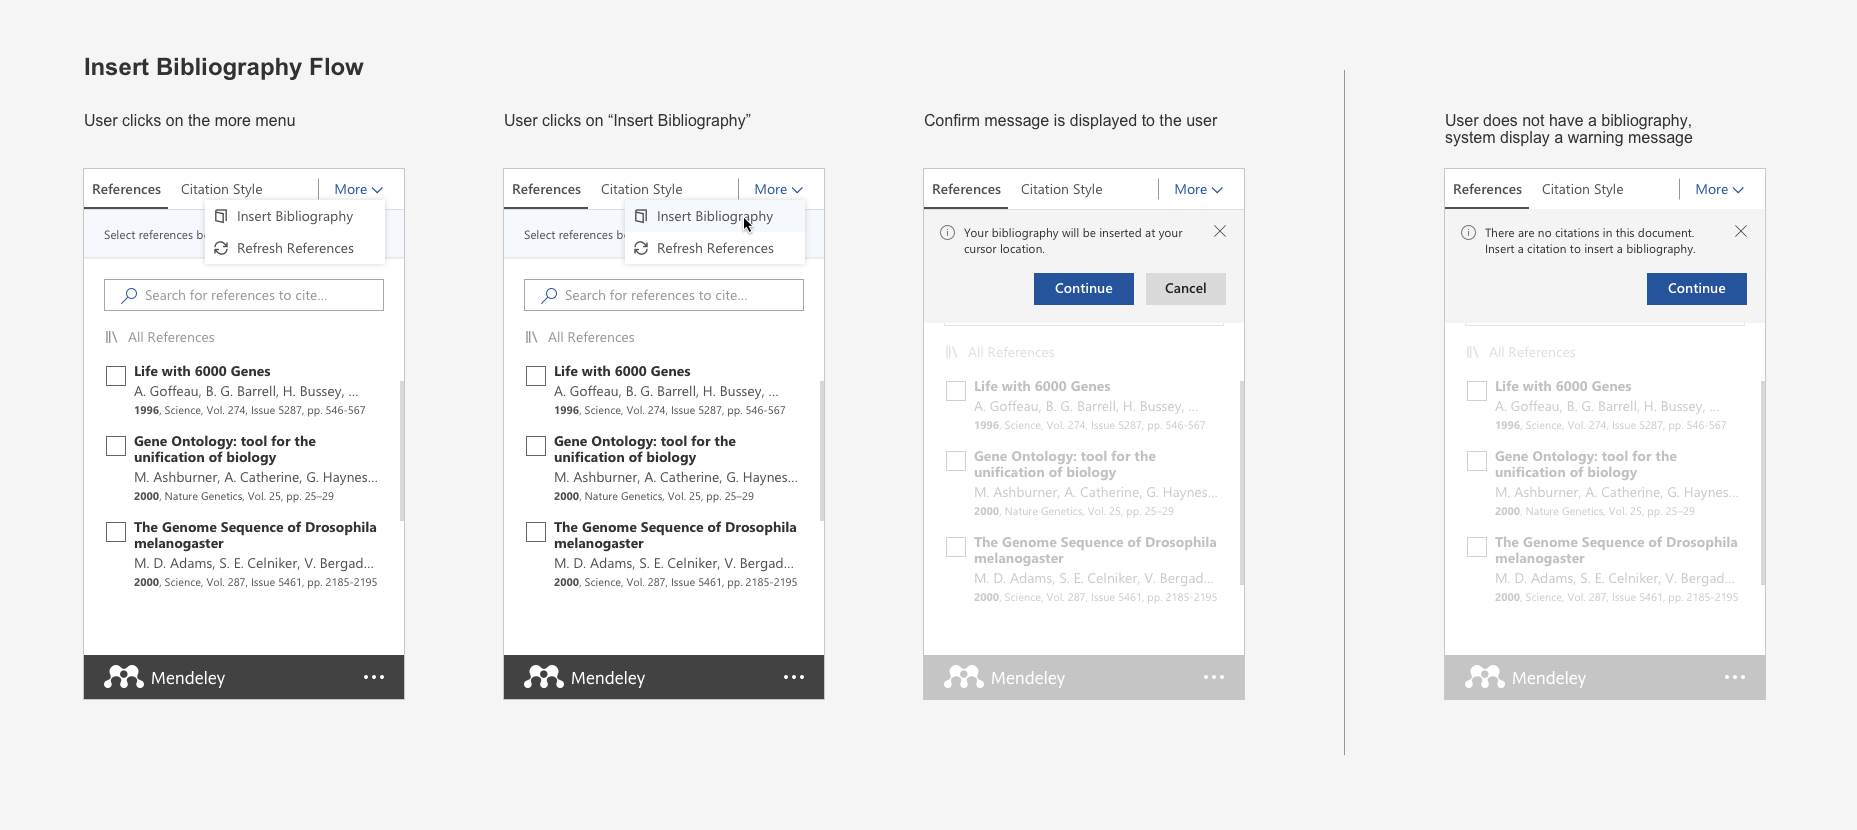 Insert Bibliography Flow
User clicks on the more menu
References Citation Style More
Insert Bibliography
Select references
Refresh References
Search for references to cite...
All References
Life with 6000 Genes
A. Goffeau, B. G. Barrell, H. Bussey, ...
1996, Science, Vol. 274, Issue 5287, pp. 546-567
Gene Ontology: tool for the
unification of biology
M. Ashburner, A. Catherine, G. Haynes...
2000, Nature Genetics, Vol. 25, pp. 25–29
The Genome Sequence of Drosophila
melanogaster
M. D. Adams, S. E. Celniker, V. Bergad...
2000, Science, Vol. 287, Issue 5461, pp. 2185-2195
Mendeley
User clicks on “Insert Bibliography”
References Citation Style More
Insert Bibliography
Select references
Refresh References
Search for references to cite...
All References
Life with 6000 Genes
A. Goffeau, B. G. Barrell, H. Bussey, ...
1996, Science, Vol. 274, Issue 5287, pp. 546-567
Gene Ontology: tool for the
unification of biology
M. Ashburner, A. Catherine, G. Haynes...
2000, Nature Genetics, Vol. 25, pp. 25–29
The Genome Sequence of Drosophila
melanogaster
M. D. Adams, S. E. Celniker, V. Bergad...
2000, Science, Vol. 287, Issue 5461, pp. 2185-2195
Mendeley
Confirm message is displayed to the user
References Citation Style More
Your bibliography will be inserted at your
cursor location.
Continue Cancel
All References
Life with 6000 Genes
A. Goffeau, B. G. Barrell, H. Bussey, ...
1996, Science, Vol. 274, Issue 5287, pp. 546-567
Gene Ontology: tool for the
unification of biology
M. Ashburner, A. Catherine, G. Haynes...
2000, Nature Genetics, Vol. 25, pp. 25–29
The Genome Sequence of Drosophila
melanogaster
M. D. Adams, S. E. Celniker, V. Bergad...
2000, Science, Vol. 287, Issue 5461, pp. 2185-2195
Mendeley
User does not have a bibliography,
system display a warning message
References Citation Style More
There are no citations in this document.
Insert a citation to insert a bibliography.
Continue
All References
Life with 6000 Genes
A. Goffeau, B. G. Barrell, H. Bussey, ...
1996, Science, Vol. 274, Issue 5287, pp. 546-567
Gene Ontology: tool for the
unification of biology
M. Ashburner, A. Catherine, G. Haynes...
2000, Nature Genetics, Vol. 25, pp. 25–29
The Genome Sequence of Drosophila
melanogaster
M. D. Adams, S. E. Celniker, V. Bergad...
2000, Science, Vol. 287, Issue 5461, pp. 2185-2195
Mendeley